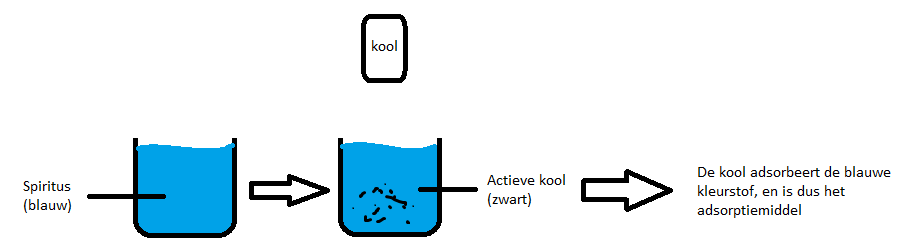 kool
Spiritus
(blauw)
Actieve kool
(zwart)
De kool adsorbeert de blauwe
kleurstof, en is dus het
adsorptiemiddel